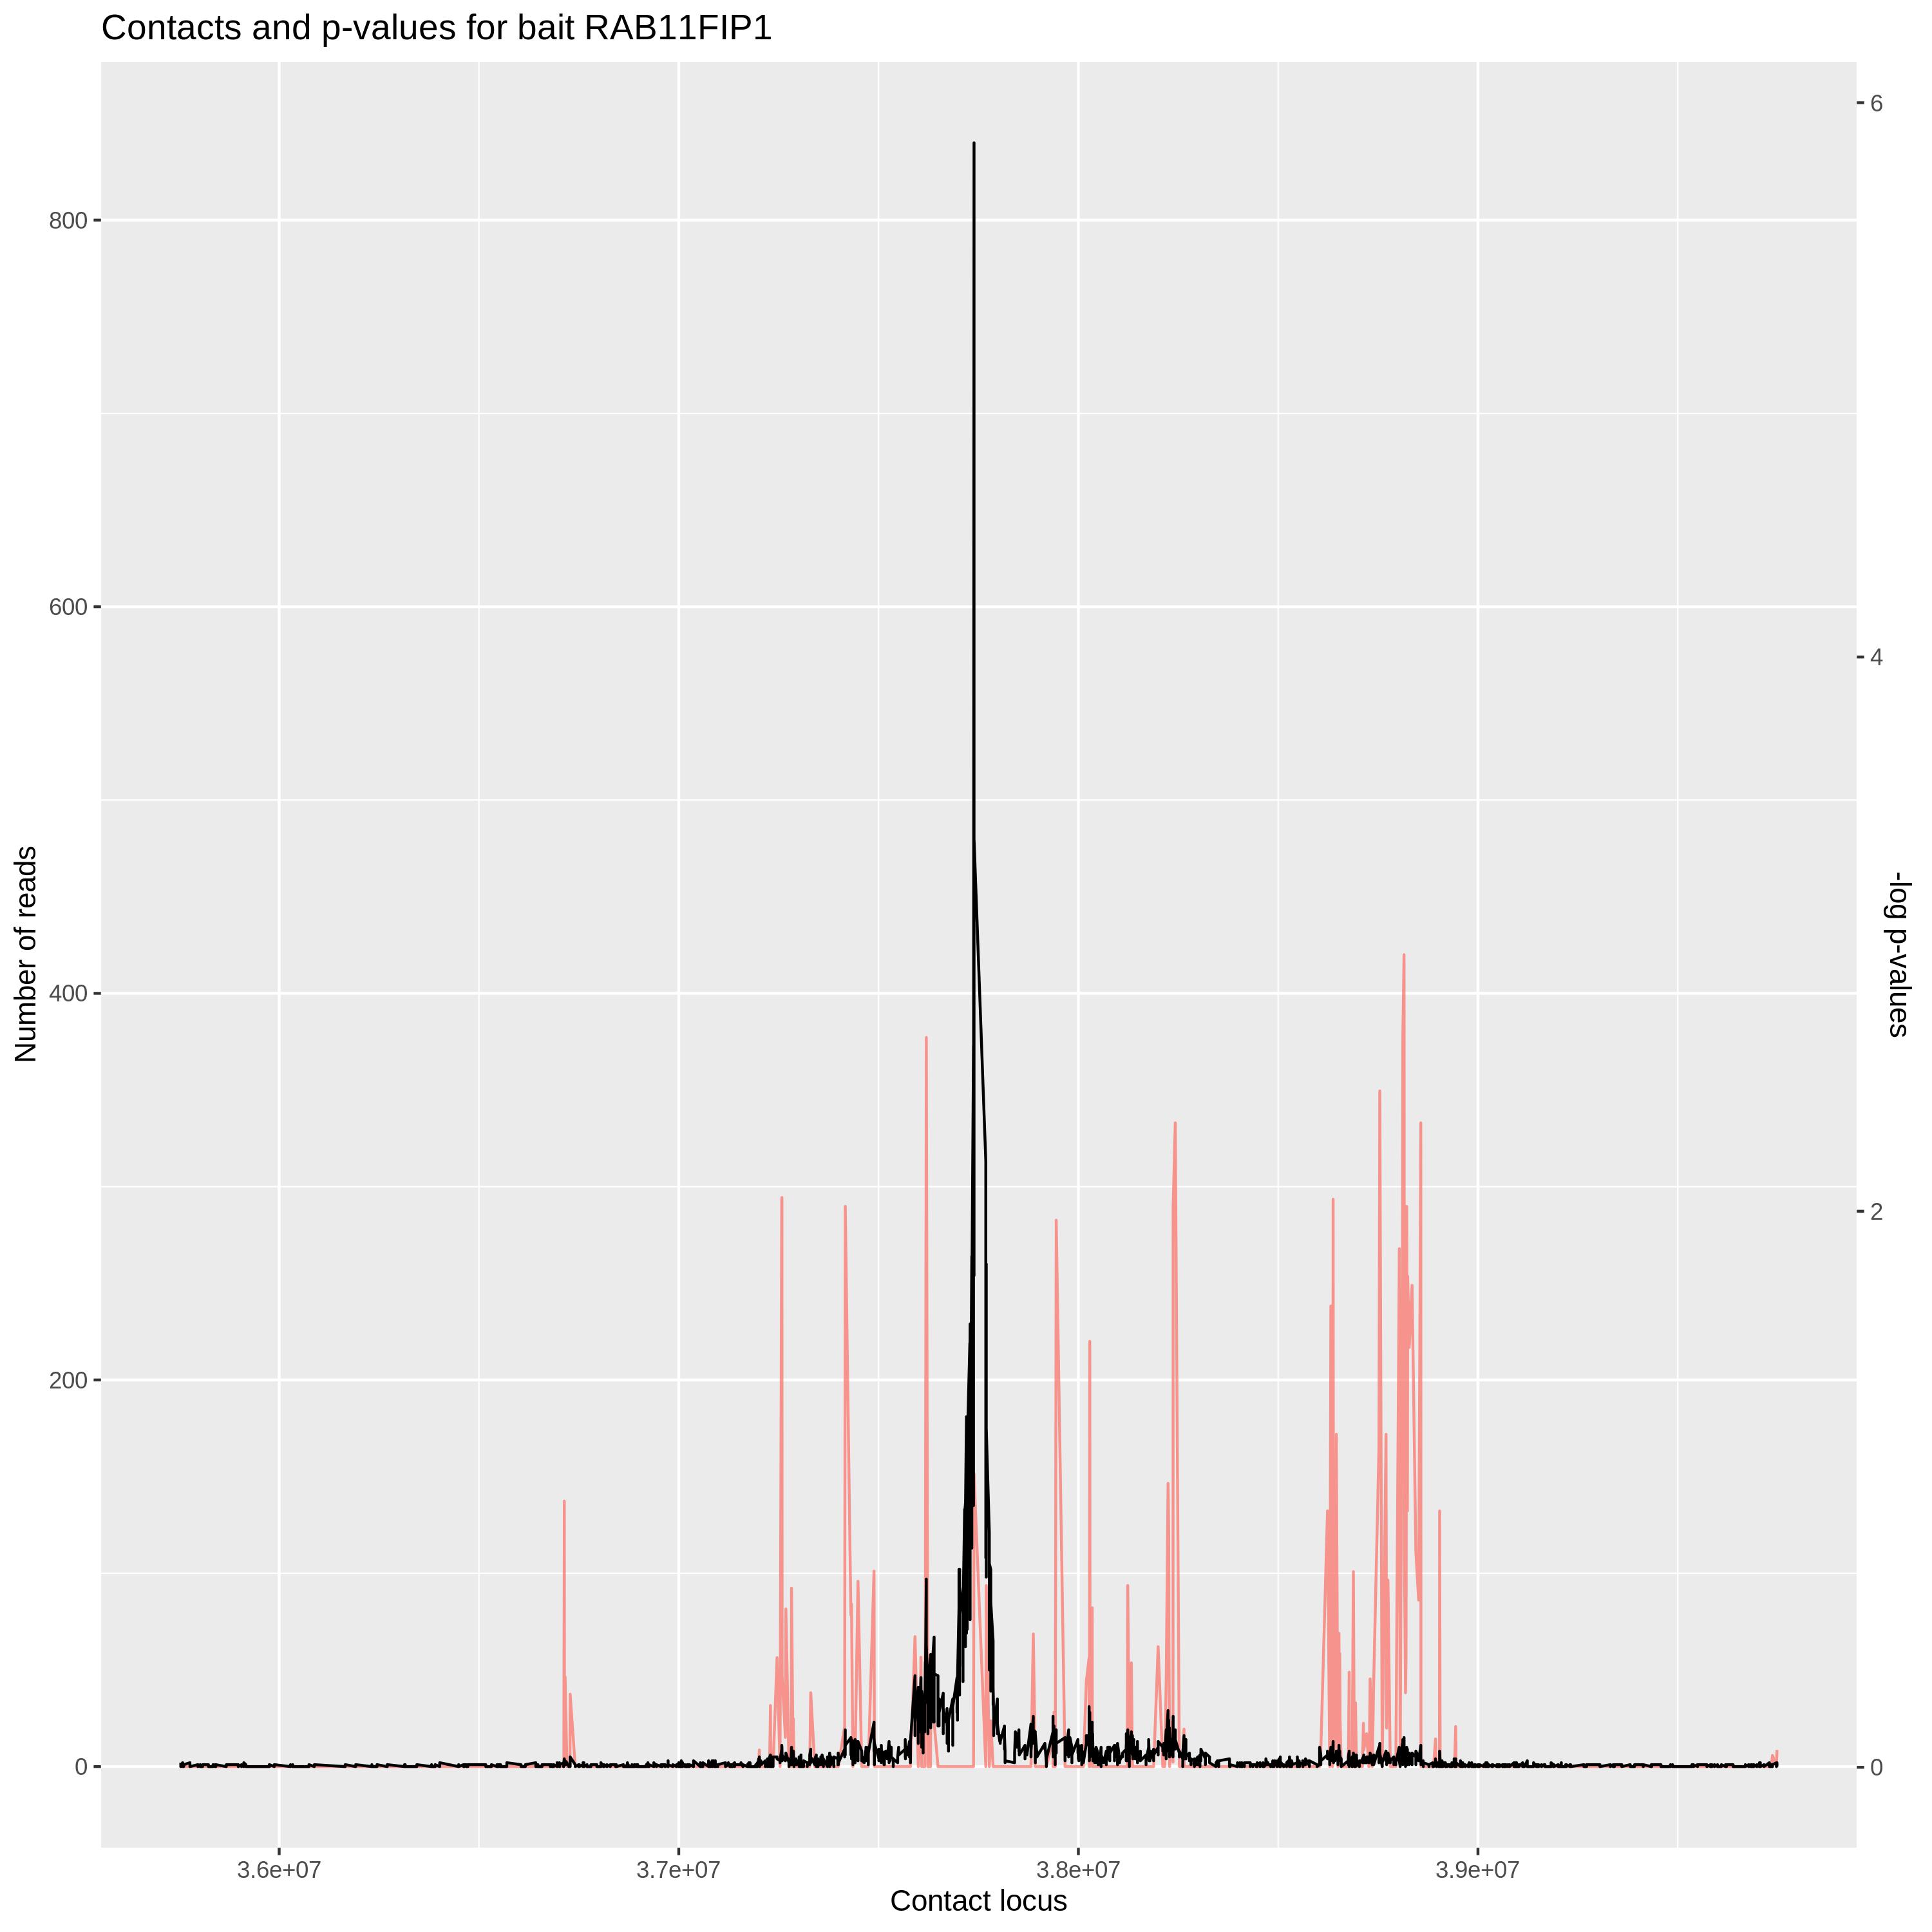 Contacts and p-values for bait RAB11FIP1
800
600
400
200
0
Number of reads
6
4
2
0
-log p-values
3.6e+07
3.7e+07
3.8e+07
3.9e+07
Contact locus